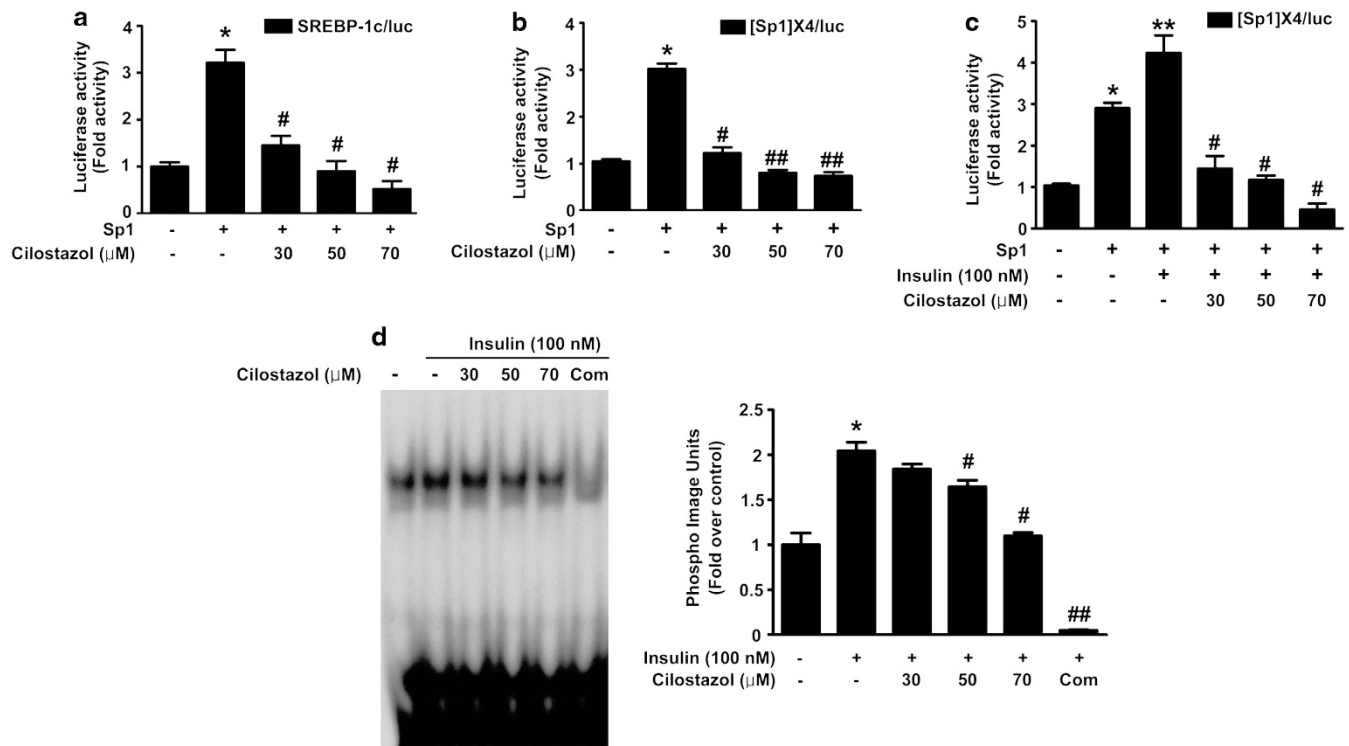 a
SREBP-1c/luc
Luciferase activity
(Fold activity)
4
3
2
1
0
*
#
#
#
Sp1 - + + + +
Cilostazol (μM) - - 30 50 70
b
[Sp1]X4/luc
Luciferase activity
(Fold activity)
4
3
2
1
0
*
#
##
##
Sp1 - + + + +
Cilostazol (μM) - - 30 50 70
c
[Sp1]X4/luc
Luciferase activity
(Fold activity)
5
4
3
2
1
0
*
**
#
#
#
Sp1 - + + + + +
Insulin (100 nM) - - + + + +
Cilostazol (μM) - - - 30 50 70
d
Insulin (100 nM)
Cilostazol (μM) - - 30 50 70 Com
Phospho Image Units
(Fold over control)
2.5
2
1.5
1
0.5
0
*
#
#
##
Insulin (100 nM) - + + + + +
Cilostazol (μM) - - 30 50 70 Com